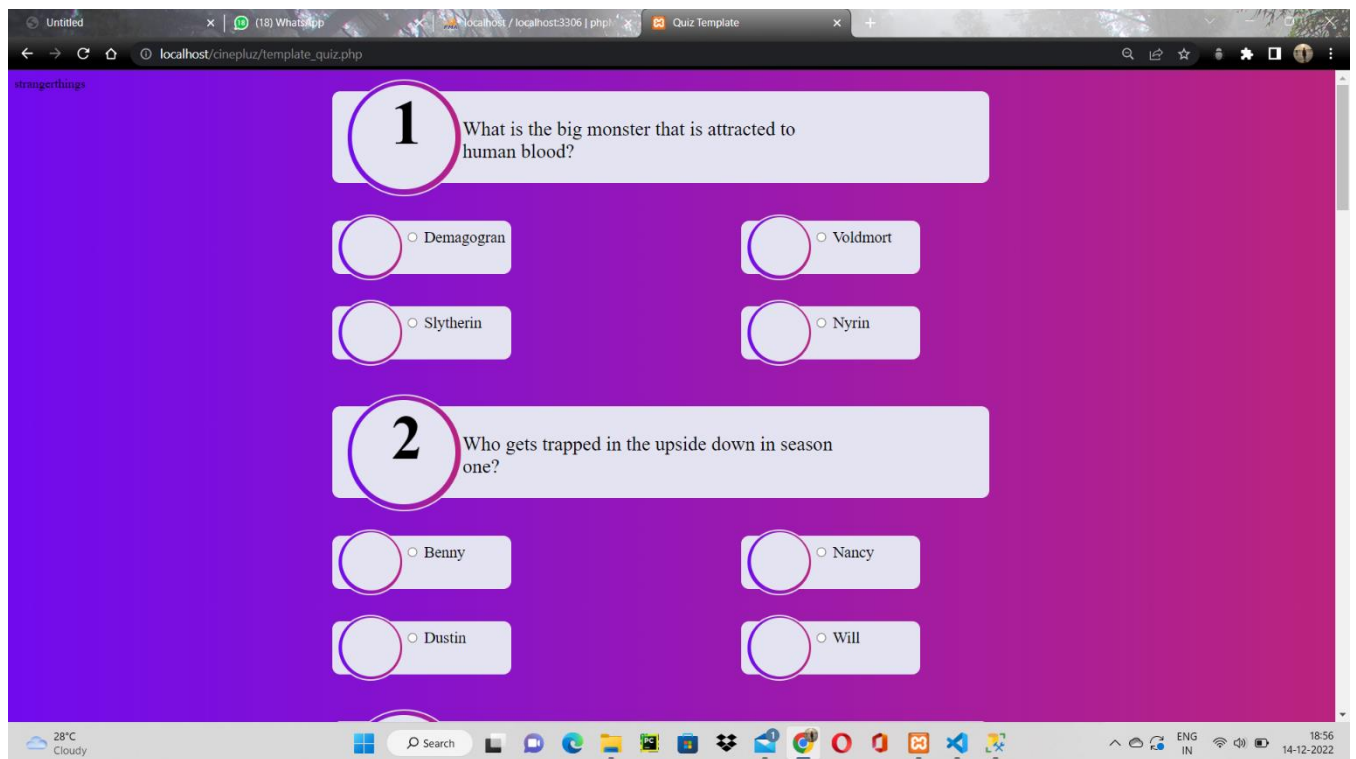 Untitled
(18) WhatsApp
localhost / localhost:3306 | php
Quiz Template
localhost/cinepluz/template_quiz.php
strangerthings
1
What is the big monster that is attracted to
human blood?
Demagogran
Voldmort
Slytherin
Nyrin
2
Who gets trapped in the upside down in season
one?
Benny
Nancy
Dustin
Will
28°C
Cloudy
Search
ENG
IN
18:56
14-12-2022